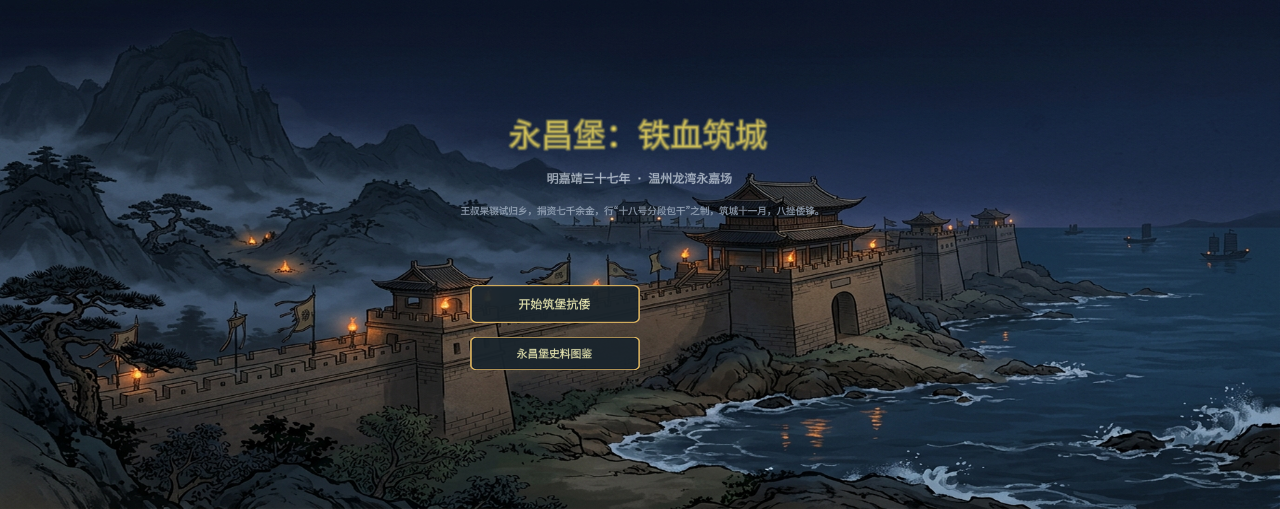 永昌堡：铁血筑城
明嘉靖三十七年 · 温州龙湾永嘉场
王叔杲辍试归乡，捐资七千余金，行“十八号分段包干”之制，筑城十一月，八挫倭锋。
开始筑堡抗倭
永昌堡史料图鉴